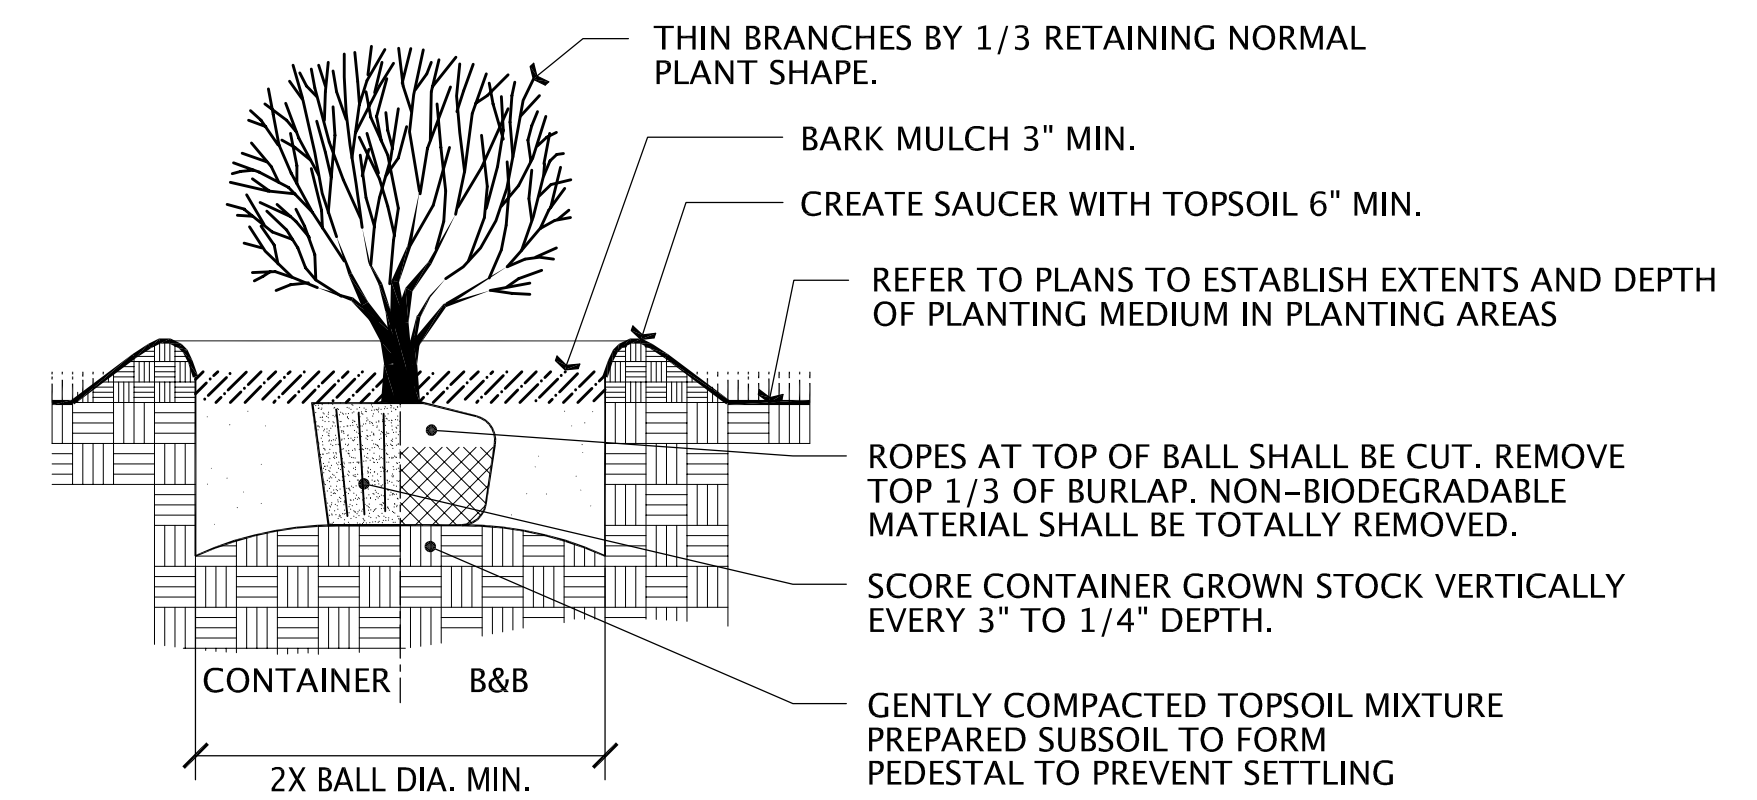 THIN BRANCHES BY 1/3 RETAINING NORMAL
PLANT SHAPE.
BARK MULCH 3" MIN.
CREATE SAUCER WITH TOPSOIL 6" MIN.
REFER TO PLANS TO ESTABLISH EXTENTS AND DEPTH
OF PLANTING MEDIUM IN PLANTING AREAS
ROPES AT TOP OF BALL SHALL BE CUT. REMOVE
TOP 1/3 OF BURLAP. NON-BIODEGRADABLE
MATERIAL SHALL BE TOTALLY REMOVED.
SCORE CONTAINER GROWN STOCK VERTICALLY
EVERY 3" TO 1/4" DEPTH.
GENTLY COMPACTED TOPSOIL MIXTURE
PREPARED SUBSOIL TO FORM
PEDESTAL TO PREVENT SETTLING
CONTAINER B&B
2X BALL DIA. MIN.